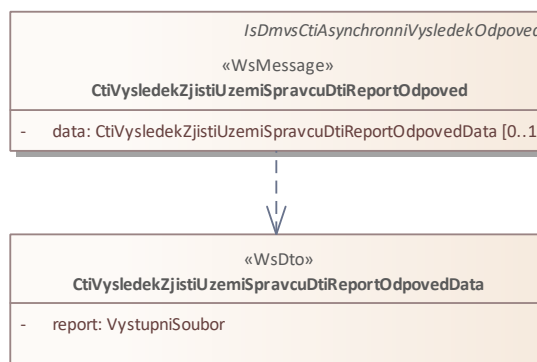 IsDmvsCtiAsynchronniVysledekOdpoved
«WsMessage»
CtiVysledekZjistiUzemiSpravcuDtiReportOdpoved
- data: CtiVysledekZjistiUzemiSpravcuDtiReportOdpovedData [0..1
«WsDto»
CtiVysledekZjistiUzemiSpravcuDtiReportOdpovedData
- report: VystupniSoubor